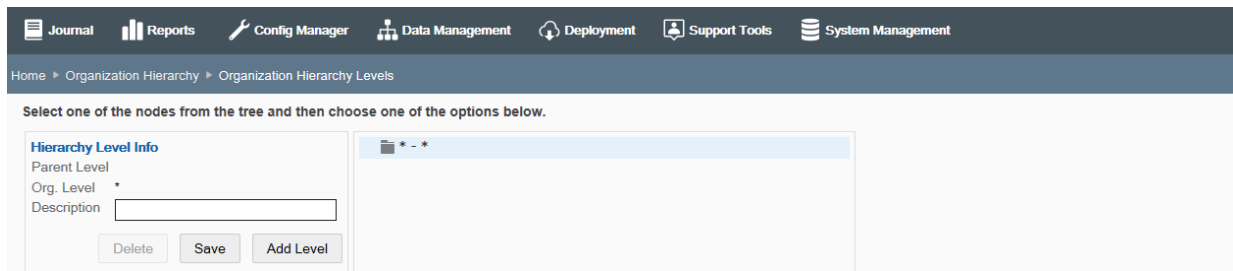 Journal Reports Config Manager Data Management Deployment Support Tools System Management
Home Organization Hierarchy Organization Hierarchy Levels
Select one of the nodes from the tree and then choose one of the options below.
Hierarchy Level Info
Parent Level
Org. Level *
Description
Delete Save Add Level
* - *